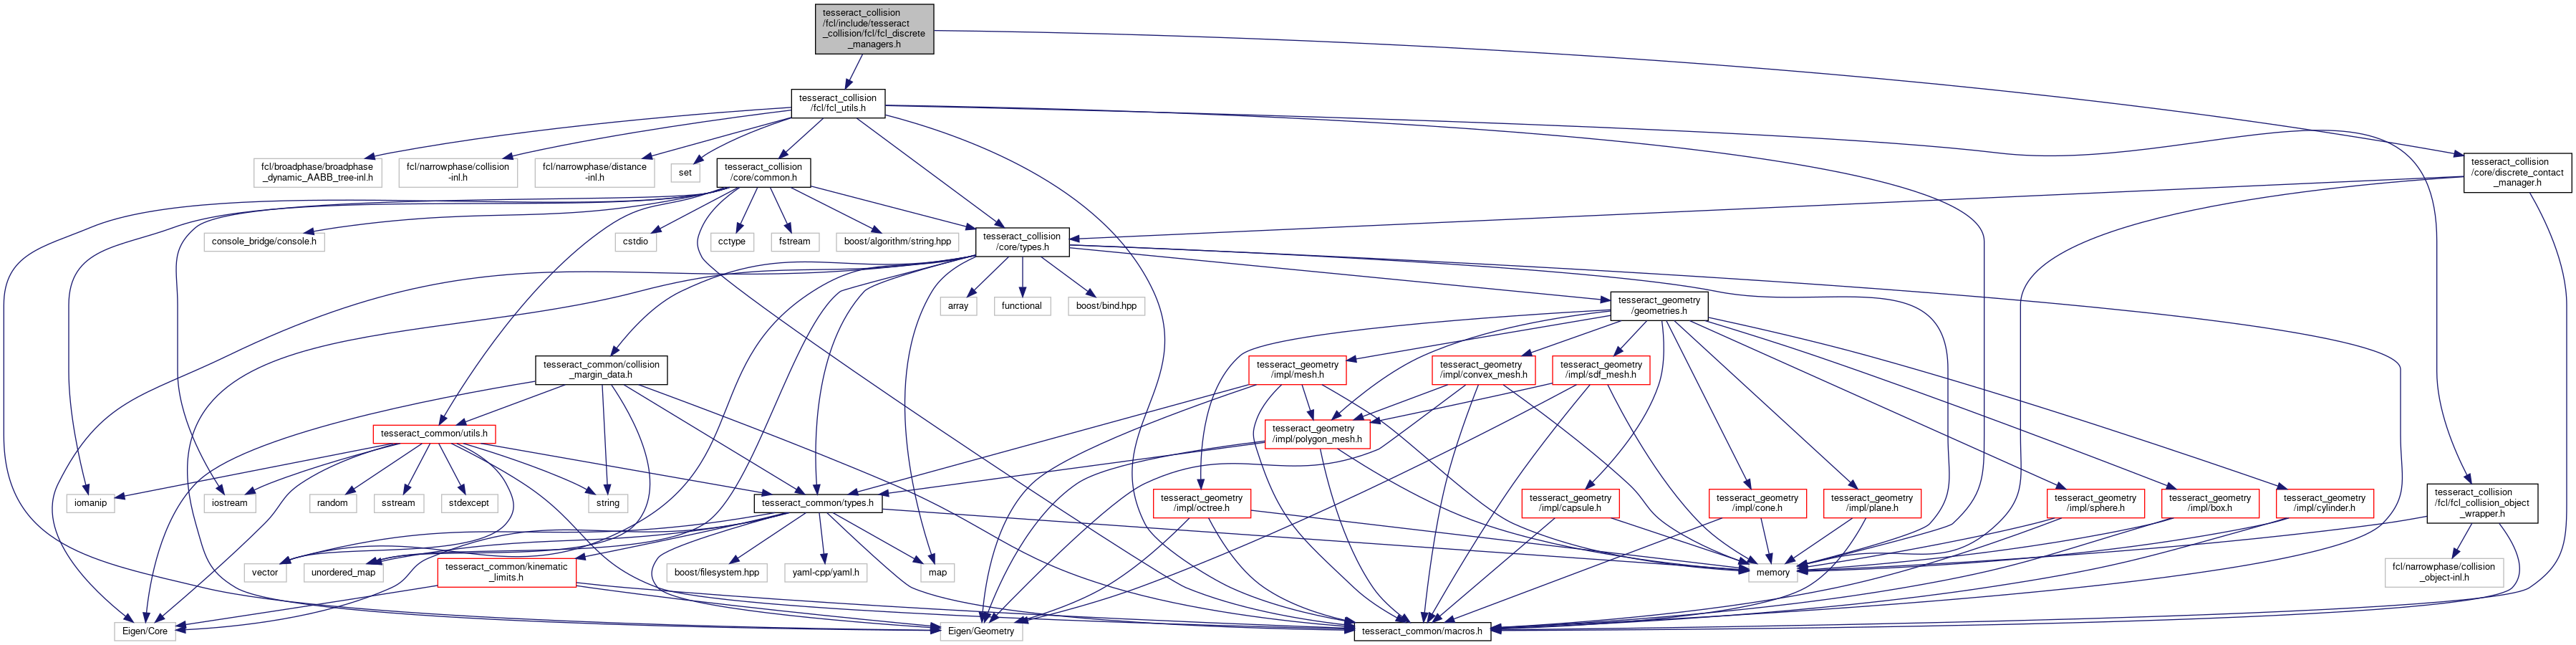 tesseract_collision
/fcl/include/tesseract
_collision/fcl/fcl_discrete
_managers.h
tesseract_collision
/fcl/fcl_utils.h
fcl/broadphase/broadphase
_dynamic_AABB_tree-inl.h
fcl/narrowphase/collision
-inl.h
fcl/narrowphase/distance
-inl.h
set
tesseract_collision
/core/common.h
tesseract_collision
/core/discrete_contact
_manager.h
console_bridge/console.h
cstdio
cctype
fstream
boost/algorithm/string.hpp
tesseract_collision
/core/types.h
array
functional
boost/bind.hpp
tesseract_geometry
/geometries.h
tesseract_common/collision
_margin_data.h
tesseract_geometry
/impl/mesh.h
tesseract_geometry
/impl/convex_mesh.h
tesseract_geometry
/impl/sdf_mesh.h
tesseract_common/utils.h
tesseract_geometry
/impl/polygon_mesh.h
iomanip
iostream
random
sstream
stdexcept
string
tesseract_common/types.h
tesseract_geometry
/impl/octree.h
tesseract_geometry
/impl/capsule.h
tesseract_geometry
/impl/cone.h
tesseract_geometry
/impl/plane.h
tesseract_geometry
/impl/sphere.h
tesseract_geometry
/impl/box.h
tesseract_geometry
/impl/cylinder.h
tesseract_collision
/fcl/fcl_collision_object
_wrapper.h
vector
unordered_map
tesseract_common/kinematic
_limits.h
boost/filesystem.hpp
yaml-cpp/yaml.h
map
memory
fcl/narrowphase/collision
_object-inl.h
Eigen/Core
Eigen/Geometry
tesseract_common/macros.h